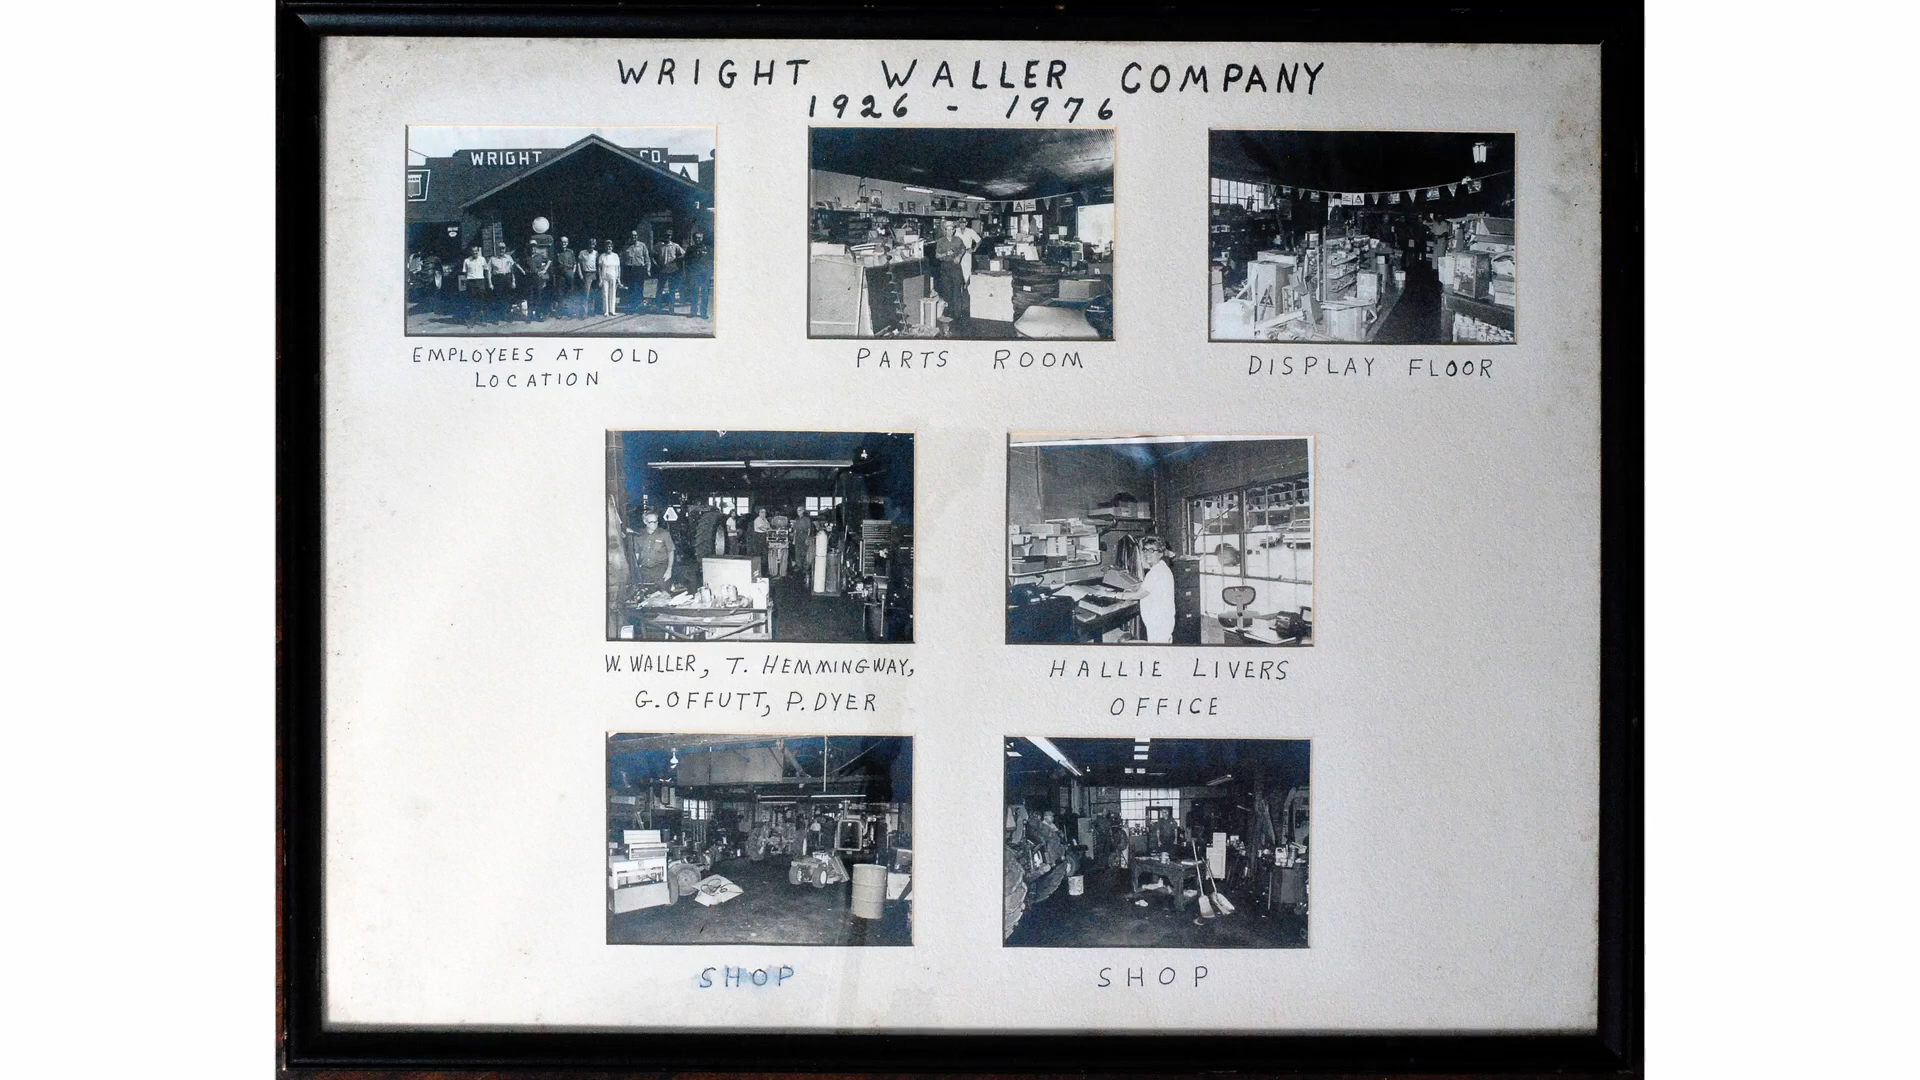 WRIGHT WALLER COMPANY
1926 - 1976
WRIGHT CO.
EMPLOYEES AT OLD
LOCATION
PARTS ROOM
DISPLAY FLOOR
W. WALLER, T. HEMMINGWAY,
G. OFFUTT, P. DYER
HALLIE LIVERS
OFFICE
SHOP
SHOP